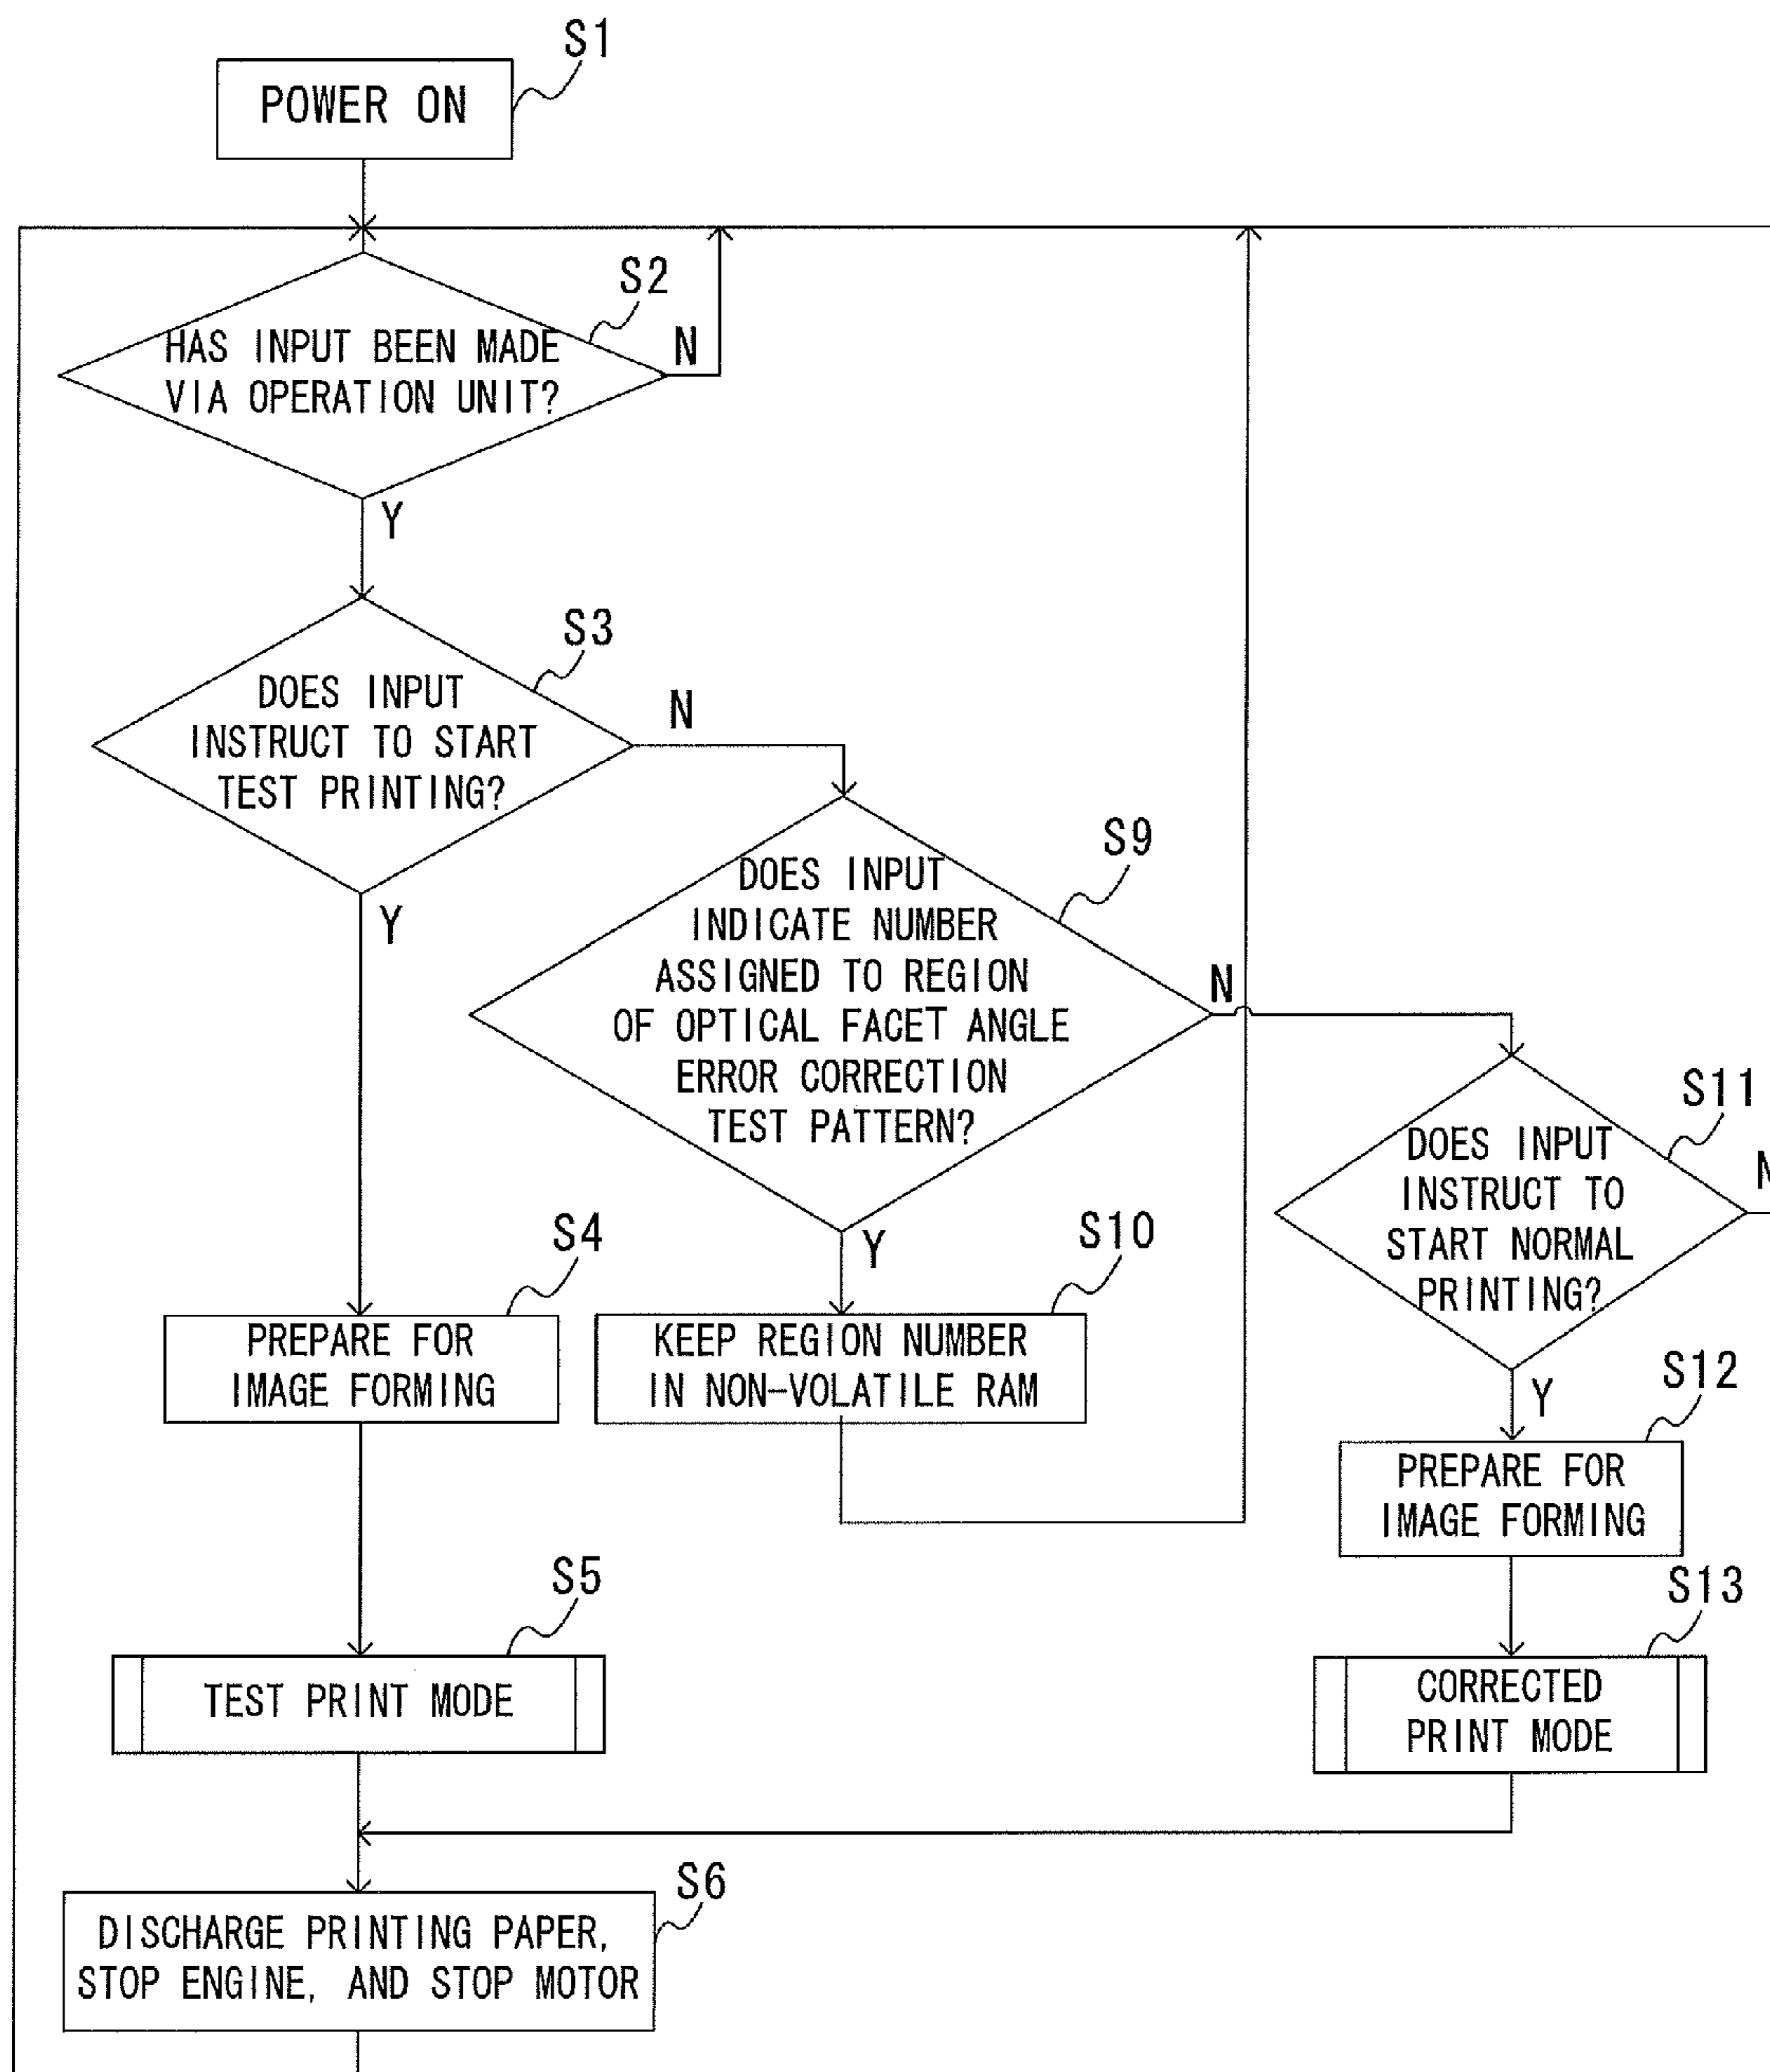 S1
POWER ON
S2
HAS INPUT BEEN MADE
VIA OPERATION UNIT?
N
Y
S3
DOES INPUT
INSTRUCT TO START
TEST PRINTING?
N
Y
S9
DOES INPUT
INDICATE NUMBER
ASSIGNED TO REGION
OF OPTICAL FACET ANGLE
ERROR CORRECTION
TEST PATTERN?
N
Y
S11
DOES INPUT
INSTRUCT TO
START NORMAL
PRINTING?
N
Y
S4
PREPARE FOR
IMAGE FORMING
S10
KEEP REGION NUMBER
IN NON-VOLATILE RAM
S12
PREPARE FOR
IMAGE FORMING
S5
TEST PRINT MODE
S13
CORRECTED
PRINT MODE
S6
DISCHARGE PRINTING PAPER,
STOP ENGINE, AND STOP MOTOR